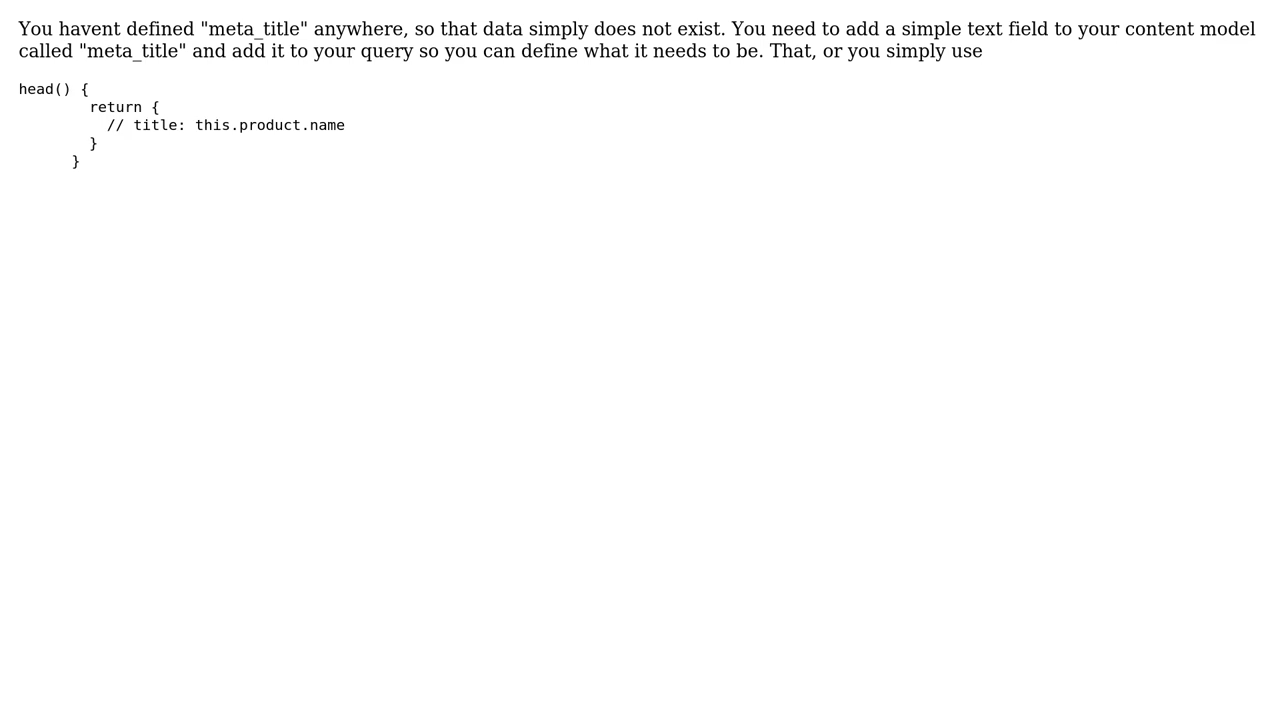 You havent defined "meta_title" anywhere, so that data simply does not exist. You need to add a simple text field to your content model
called "meta_title" and add it to your query so you can define what it needs to be. That, or you simply use
head() {
        return {
          // title: this.product.name
        }
      }